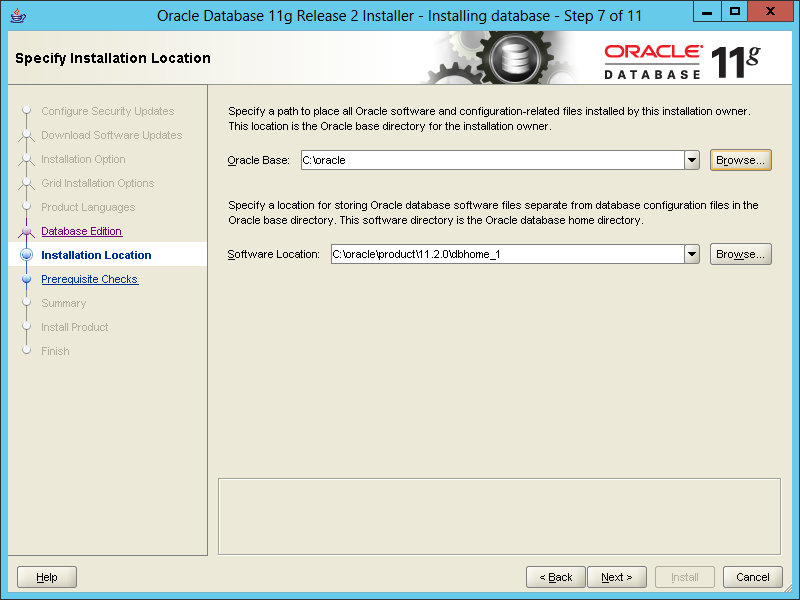 Oracle Database 11g Release 2 Installer - Installing database - Step 7 of 11
Specify Installation Location
ORACLE
DATABASE 11g
Configure Security Updates
Download Software Updates
Installation Option
Grid Installation Options
Product Languages
Database Edition
Installation Location
Prerequisite Checks
Summary
Install Product
Finish
Specify a path to place all Oracle software and configuration-related files installed by this installation owner.
This location is the Oracle base directory for the installation owner.
Oracle Base: C:\oracle Browse...
Specify a location for storing Oracle database software files separate from database configuration files in the
Oracle base directory. This software directory is the Oracle database home directory.
Software Location: C:\oracle\product\11.2.0\dbhome_1 Browse...
Help < Back Next > Install Cancel